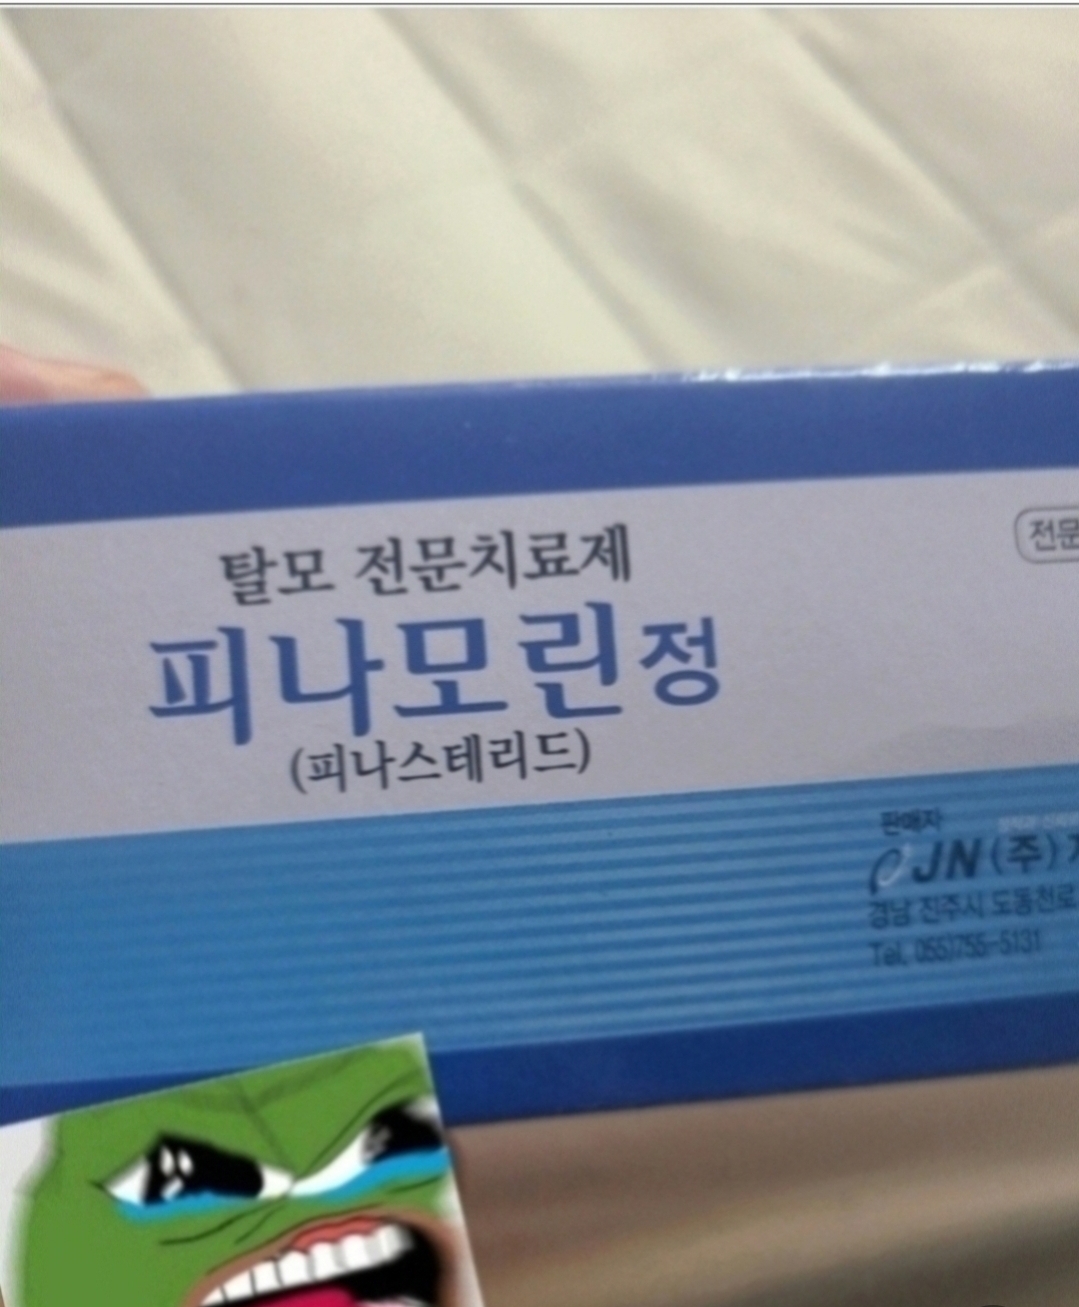 탈모 전문치료제
전문
피나모린정
(피나스테리드)
판매자
JN (주)
경남 진주시 도동천로
Tel. 055)755-5131